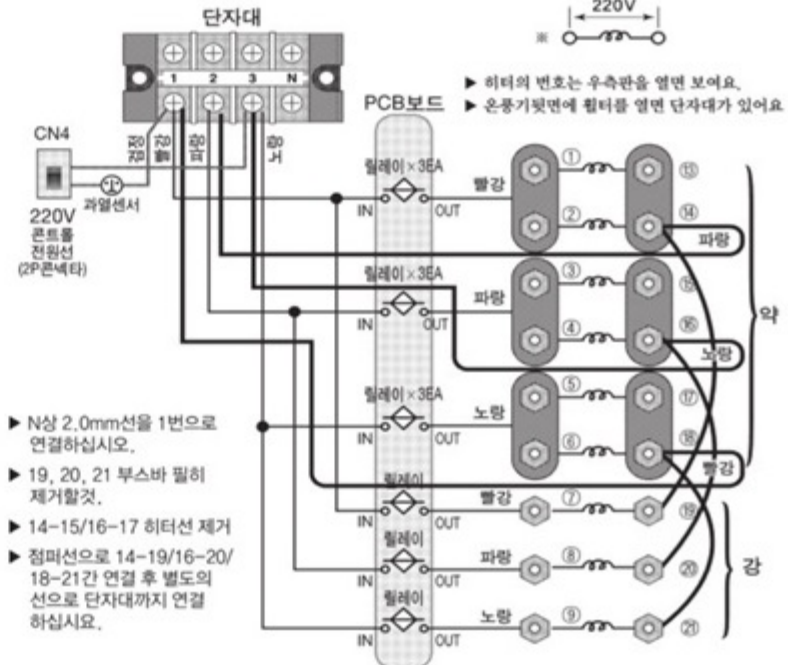 단자대
220V
※
1 2 3 N
▶ 히터의 번호는 우측판을 열면 보여요.
▶ 온풍기뒷면에 휠터를 열면 단자대가 있어요
PCB보드
CN4
검정
빨강
파랑
노랑
220V
콘트롤
전원선
(2P콘넥타)
과열센서
릴레이×3EA
IN
OUT
빨강
①
⑬
②
⑭
파랑
릴레이×3EA
IN
OUT
파랑
③
⑮
④
⑯
노랑
약
릴레이×3EA
IN
OUT
노랑
⑤
⑰
⑥
⑱
빨강
릴레이
IN
OUT
빨강
⑦
⑲
릴레이
IN
OUT
파랑
⑧
⑳
강
릴레이
IN
OUT
노랑
⑨
㉑
▶ N상 2.0mm선을 1번으로
연결하십시오.
▶ 19, 20, 21 부스바 필히
제거할것.
▶ 14-15/16-17 히터선 제거
▶ 점퍼선으로 14-19/16-20/
18-21간 연결 후 별도의
선으로 단자대까지 연결
하십시요.